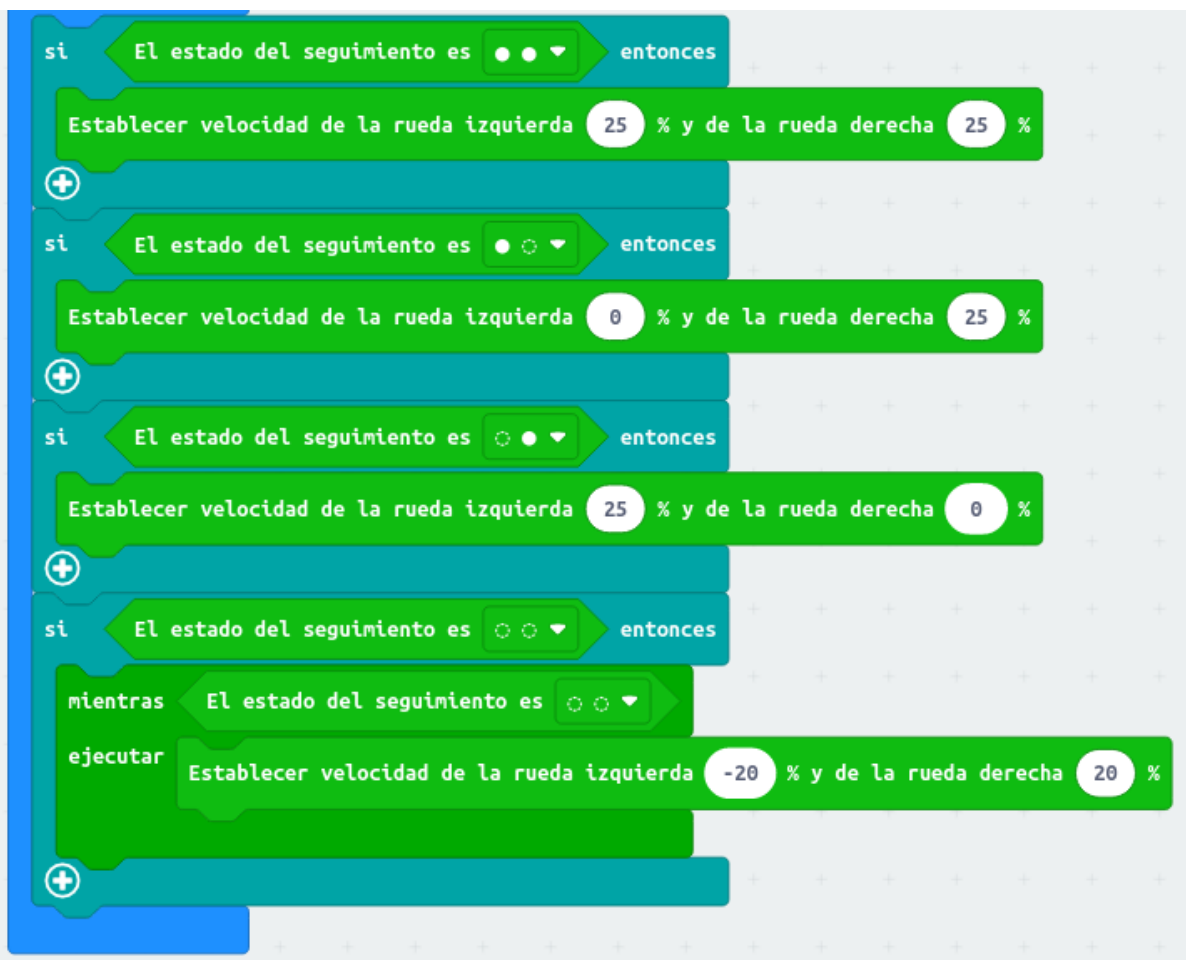 si El estado del seguimiento es entonces
Establecer velocidad de la rueda izquierda 25 % y de la rueda derecha 25 %
si El estado del seguimiento es entonces
Establecer velocidad de la rueda izquierda 0 % y de la rueda derecha 25 %
si El estado del seguimiento es entonces
Establecer velocidad de la rueda izquierda 25 % y de la rueda derecha 0 %
si El estado del seguimiento es entonces
mientras El estado del seguimiento es
ejecutar
Establecer velocidad de la rueda izquierda -20 % y de la rueda derecha 20 %